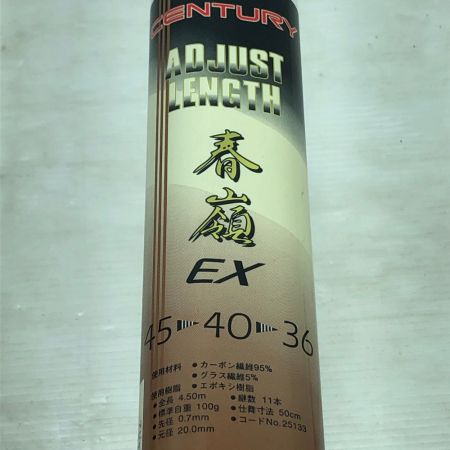 CENTURY
ADJUST
LENGTH
春嶺
EX
45 40 36
使用材料 ● カーボン繊維95%
● グラス繊維5%
使用樹脂 ● エポキシ樹脂
● 全長 4.50m ● 継数 11本
● 標準自重 100g ● 仕舞寸法 50cm
● 先径 0.7mm ● コードNo.25133
● 元径 20.0mm